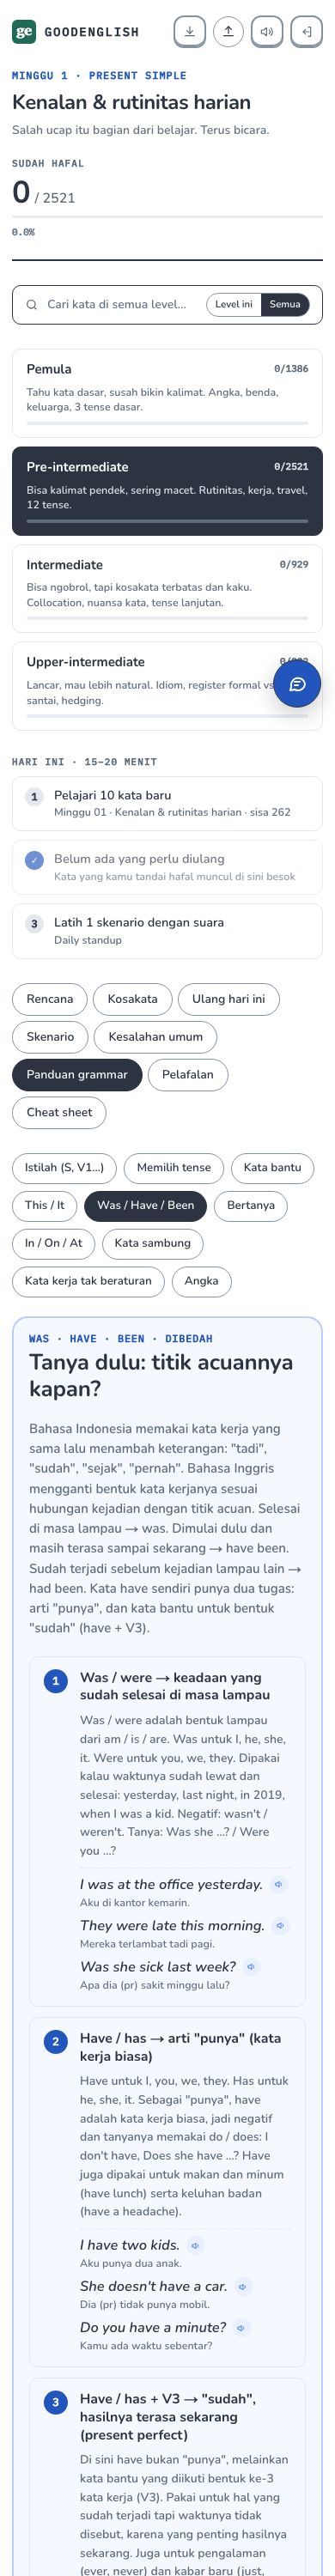 ge GOODENGLISH
MINGGU 1 · PRESENT SIMPLE
Kenalan & rutinitas harian
Salah ucap itu bagian dari belajar. Terus bicara.
SUDAH HAFAL
0 / 2521
0.0%
Cari kata di semua level... Level ini Semua
Pemula 0/1386
Tahu kata dasar, susah bikin kalimat. Angka, benda,
keluarga, 3 tense dasar.
Pre-intermediate 0/2521
Bisa kalimat pendek, sering macet. Rutinitas, kerja, travel,
12 tense.
Intermediate 0/929
Bisa ngobrol, tapi kosakata terbatas dan kaku.
Collocation, nuansa kata, tense lanjutan.
Upper-intermediate
Lancar, mau lebih natural. Idiom, register formal vs
santai, hedging.
HARI INI · 15–20 MENIT
1 Pelajari 10 kata baru
Minggu 01 · Kenalan & rutinitas harian · sisa 262
✓ Belum ada yang perlu diulang
Kata yang kamu tandai hafal muncul di sini besok
3 Latih 1 skenario dengan suara
Daily standup
Rencana Kosakata Ulang hari ini
Skenario Kesalahan umum
Panduan grammar Pelafalan
Cheat sheet
Istilah (S, V1...) Memilih tense Kata bantu
This / It Was / Have / Been Bertanya
In / On / At Kata sambung
Kata kerja tak beraturan Angka
WAS · HAVE · BEEN · DIBEDAH
Tanya dulu: titik acuannya
kapan?
Bahasa Indonesia memakai kata kerja yang
sama lalu menambah keterangan: "tadi",
"sudah", "sejak", "pernah". Bahasa Inggris
mengganti bentuk kata kerjanya sesuai
hubungan kejadian dengan titik acuan. Selesai
di masa lampau → was. Dimulai dulu dan
masih terasa sampai sekarang → have been.
Sudah terjadi sebelum kejadian lampau lain →
had been. Kata have sendiri punya dua tugas:
arti "punya", dan kata bantu untuk bentuk
"sudah" (have + V3).
1 Was / were → keadaan yang
sudah selesai di masa lampau
Was / were adalah bentuk lampau
dari am / is / are. Was untuk I, he, she,
it. Were untuk you, we, they. Dipakai
kalau waktunya sudah lewat dan
selesai: yesterday, last night, in 2019,
when I was a kid. Negatif: wasn't /
weren't. Tanya: Was she ...? / Were
you ...?
I was at the office yesterday.
Aku di kantor kemarin.
They were late this morning.
Mereka terlambat tadi pagi.
Was she sick last week?
Apa dia (pr) sakit minggu lalu?
2 Have / has → arti "punya" (kata
kerja biasa)
Have untuk I, you, we, they. Has untuk
he, she, it. Sebagai "punya", have
adalah kata kerja biasa, jadi negatif
dan tanyanya memakai do / does: I
don't have, Does she have ...? Have
juga dipakai untuk makan dan minum
(have lunch) serta keluhan badan
(have a headache).
I have two kids.
Aku punya dua anak.
She doesn't have a car.
Dia (pr) tidak punya mobil.
Do you have a minute?
Kamu ada waktu sebentar?
3 Have / has + V3 → "sudah",
hasilnya terasa sekarang
(present perfect)
Di sini have bukan "punya", melainkan
kata bantu yang diikuti bentuk ke-3
kata kerja (V3). Pakai untuk hal yang
sudah terjadi tapi waktunya tidak
disebut, karena yang penting hasilnya
sekarang. Juga untuk pengalaman
(ever, never) dan kabar baru (just,